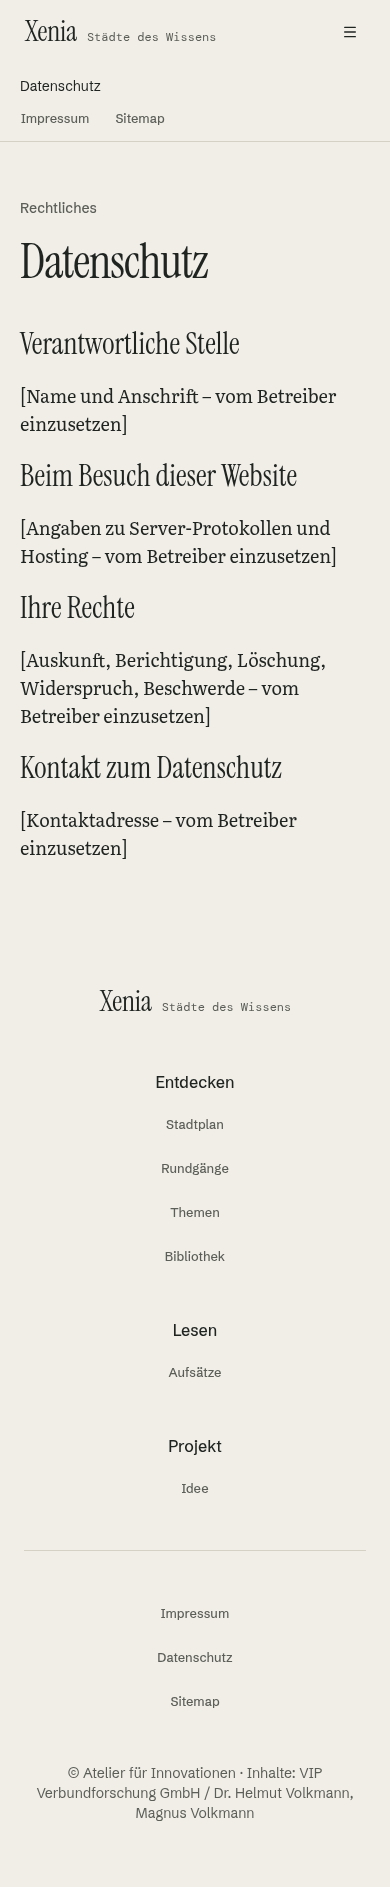 Xenia Städte des Wissens
☰
Datenschutz
Impressum Sitemap
Rechtliches
Datenschutz
Verantwortliche Stelle
[Name und Anschrift – vom Betreiber
einzusetzen]
Beim Besuch dieser Website
[Angaben zu Server-Protokollen und
Hosting – vom Betreiber einzusetzen]
Ihre Rechte
[Auskunft, Berichtigung, Löschung,
Widerspruch, Beschwerde – vom
Betreiber einzusetzen]
Kontakt zum Datenschutz
[Kontaktadresse – vom Betreiber
einzusetzen]
Xenia Städte des Wissens
Entdecken
Stadtplan
Rundgänge
Themen
Bibliothek
Lesen
Aufsätze
Projekt
Idee
Impressum
Datenschutz
Sitemap
© Atelier für Innovationen · Inhalte: VIP
Verbundforschung GmbH / Dr. Helmut Volkmann,
Magnus Volkmann